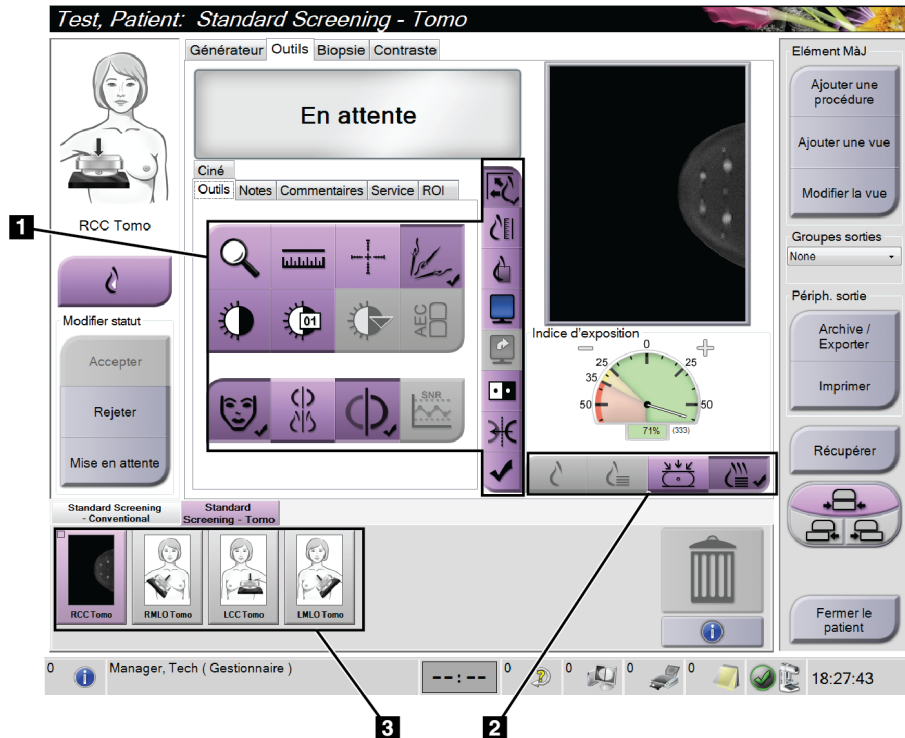 Test, Patient: Standard Screening - Tomo
Générateur
Outils
Biopsie
Contraste
En attente
Ciné
Outils
Notes
Commentaires
Service
ROI
RCC Tomo
1
01
AEC
SNR
Modifier statut
Accepter
Rejeter
Mise en attente
Indice d'exposition
0
25
25
35
50
50
71%
(333)
Elément MàJ
Ajouter une
procédure
Ajouter une vue
Modifier la vue
Groupes sorties
None
Périph. sortie
Archive /
Exporter
Imprimer
Récupérer
Fermer le
patient
Standard Screening
- Conventional
Standard
Screening - Tomo
RCC Tomo
RMLO Tomo
LCC Tomo
LMLO Tomo
0
Manager, Tech ( Gestionnaire )
--:--
0
0
0
0
18:27:43
3
2